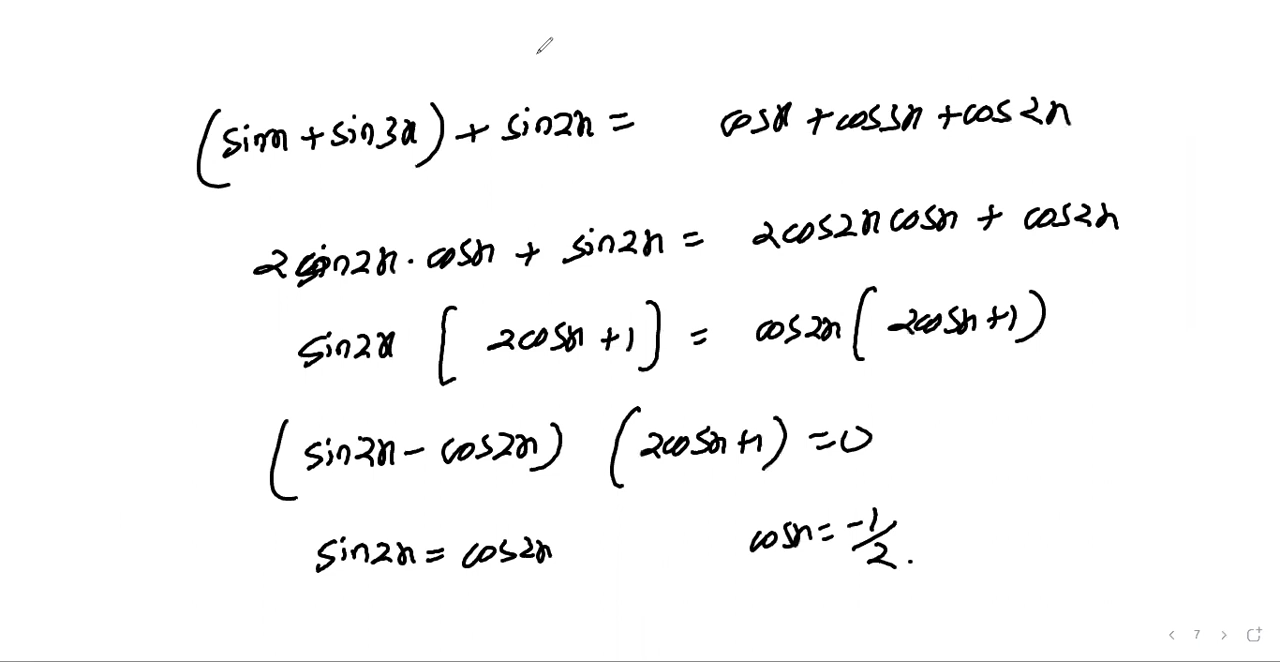 (sinx + sin3x) + sin2x = cosx + cos3x + cos2x
2sin2x · cosx + sin2x = 2cos2x cosx + cos2x
sin2x [2cosx + 1] = cos2x (2cosx + 1)
(sin2x - cos2x) (2cosx + 1) = 0
sin2x = cos2x cosx = -1/2.
< 7 >